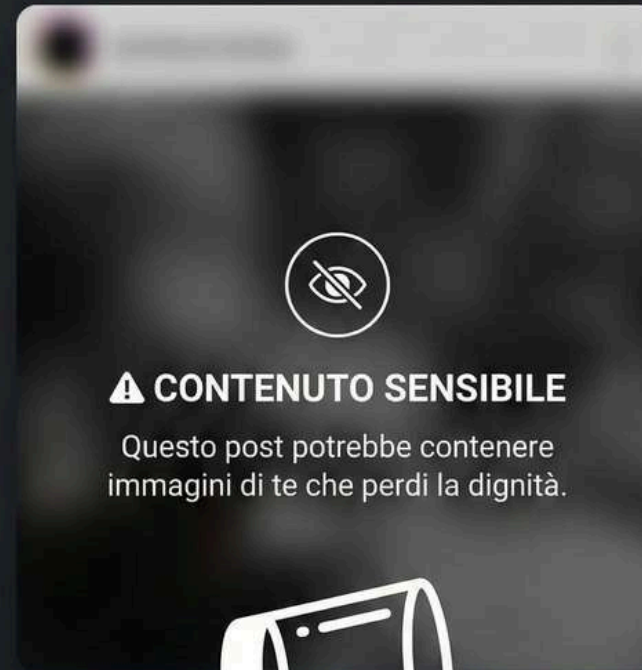 ⚠ CONTENUTO SENSIBILE
Questo post potrebbe contenere
immagini di te che perdi la dignità.